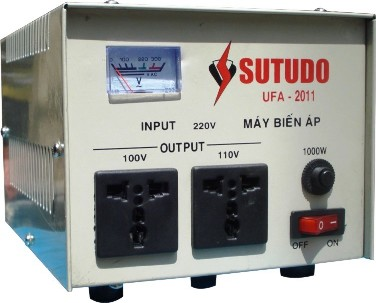 SUTUDO
UFA - 2011
INPUT 220V MÁY BIẾN ÁP
OUTPUT
100V 110V 1000W
OFF ON